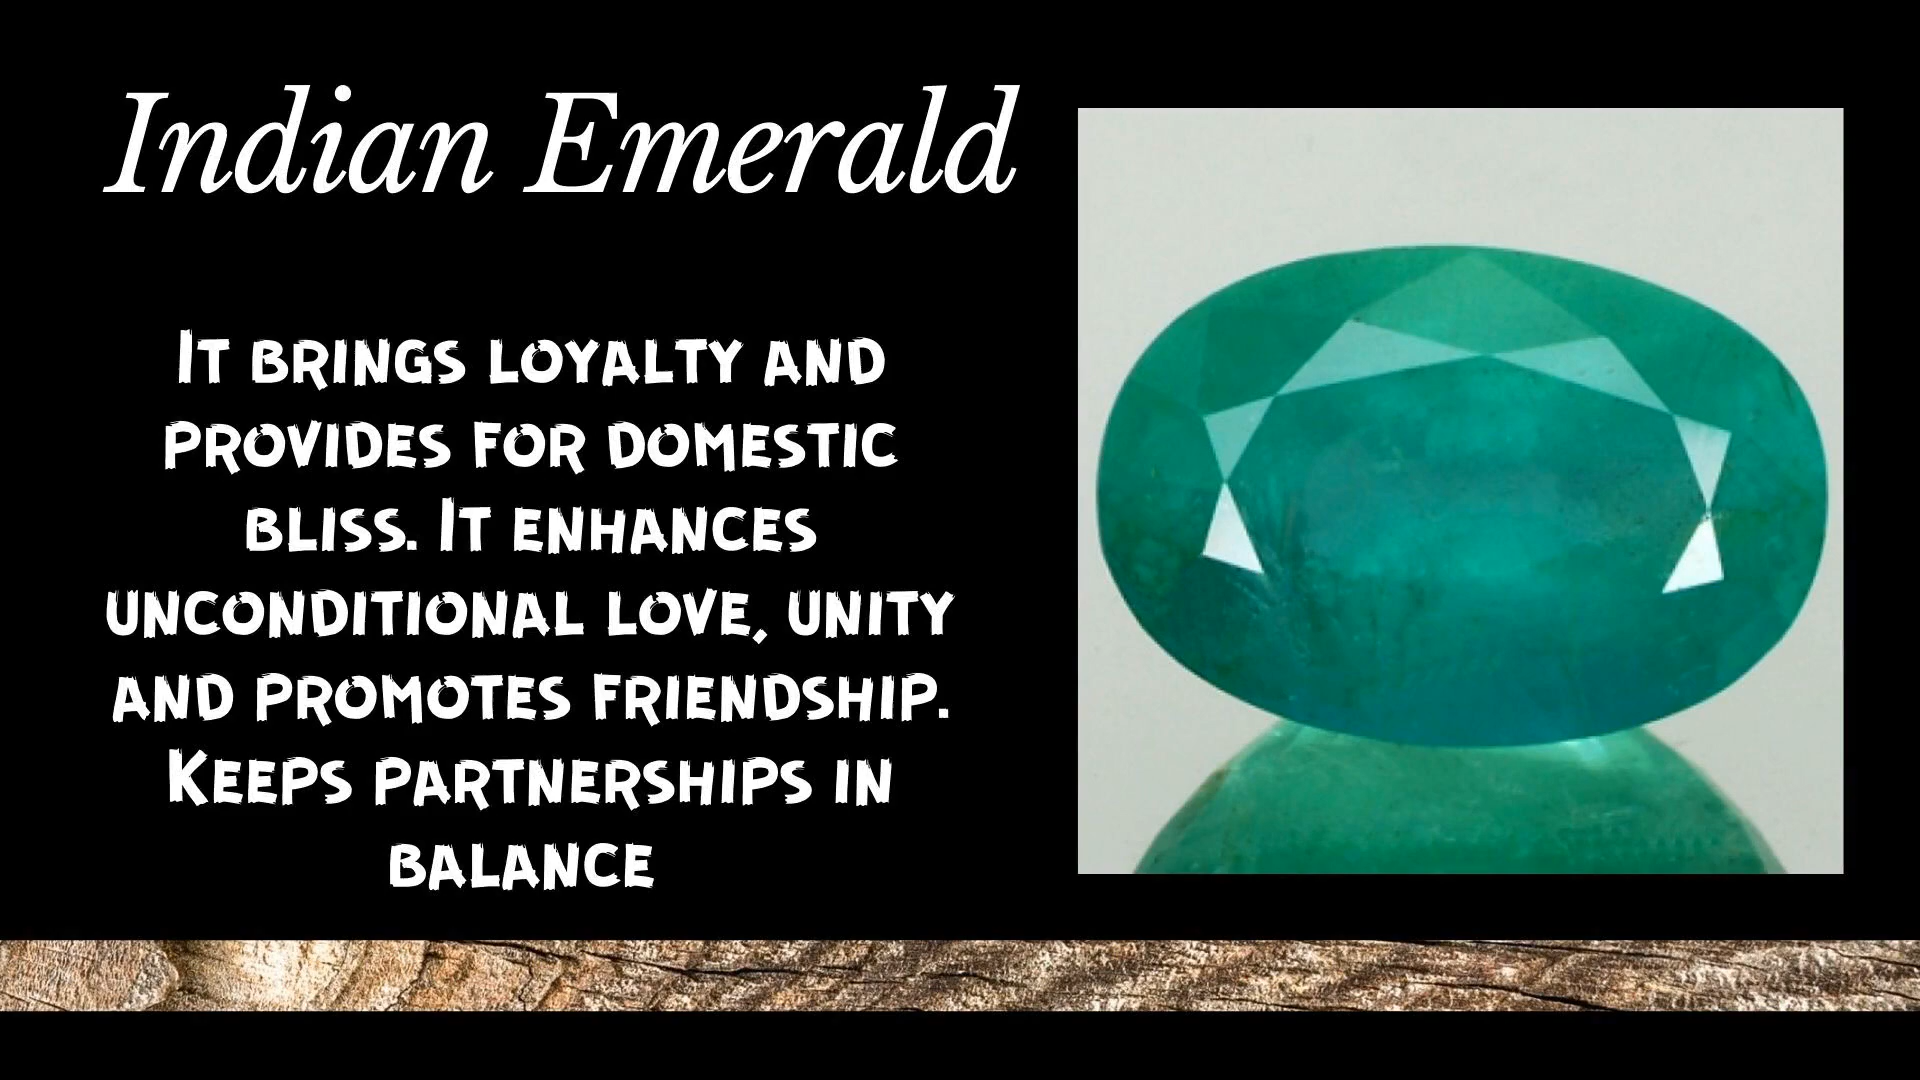 Indian Emerald
It brings loyalty and
provides for domestic
bliss. It enhances
unconditional love, unity
and promotes friendship.
Keeps partnerships in
balance